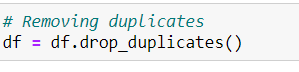 # Removing duplicates
df = df.drop_duplicates()